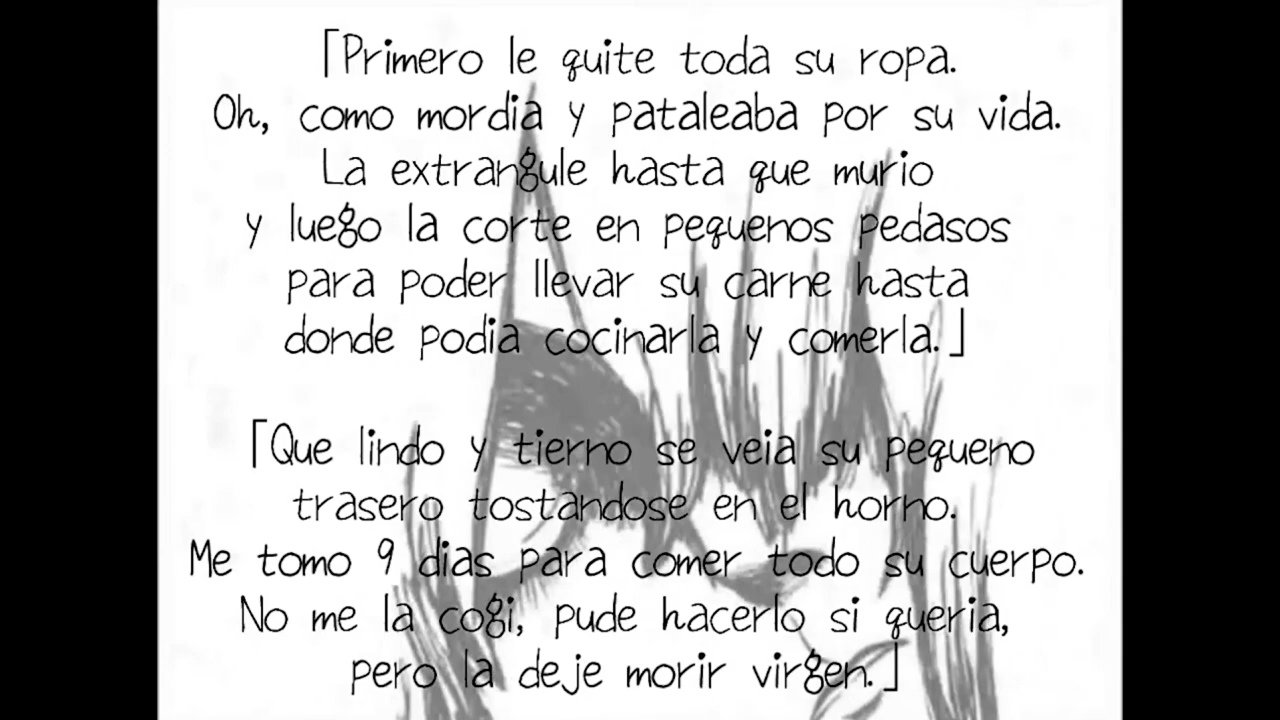 「Primero le quite toda su ropa.
Oh, como mordia y pataleaba por su vida.
La extrangule hasta que murio
y luego la corte en pequenos pedasos
para poder llevar su carne hasta
donde podia cocinarla y comerla.」
「Que lindo y tierno se veia su pequeno
trasero tostandose en el horno.
Me tomo 9 dias para comer todo su cuerpo.
No me la cogi, pude hacerlo si queria,
pero la deje morir virgen.」